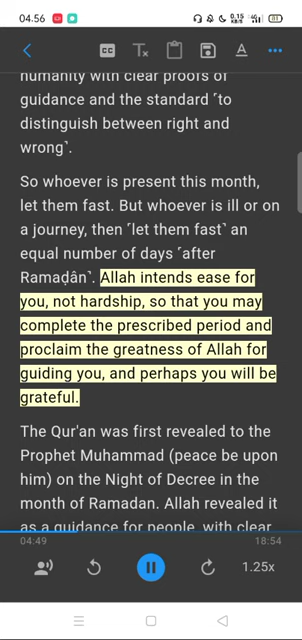 04.56
0.15 KB/S
4G
81
CC
T
A
humanity with clear proofs of
guidance and the standard ˹to
distinguish between right and
wrong˺.
So whoever is present this month,
let them fast. But whoever is ill or on
a journey, then ˹let them fast˺ an
equal number of days ˹after
Ramaḍân˺. Allah intends ease for
you, not hardship, so that you may
complete the prescribed period and
proclaim the greatness of Allah for
guiding you, and perhaps you will be
grateful.
The Qur'an was first revealed to the
Prophet Muhammad (peace be upon
him) on the Night of Decree in the
month of Ramadan. Allah revealed it
as a guidance for people, with clear
04:49
18:54
1.25x